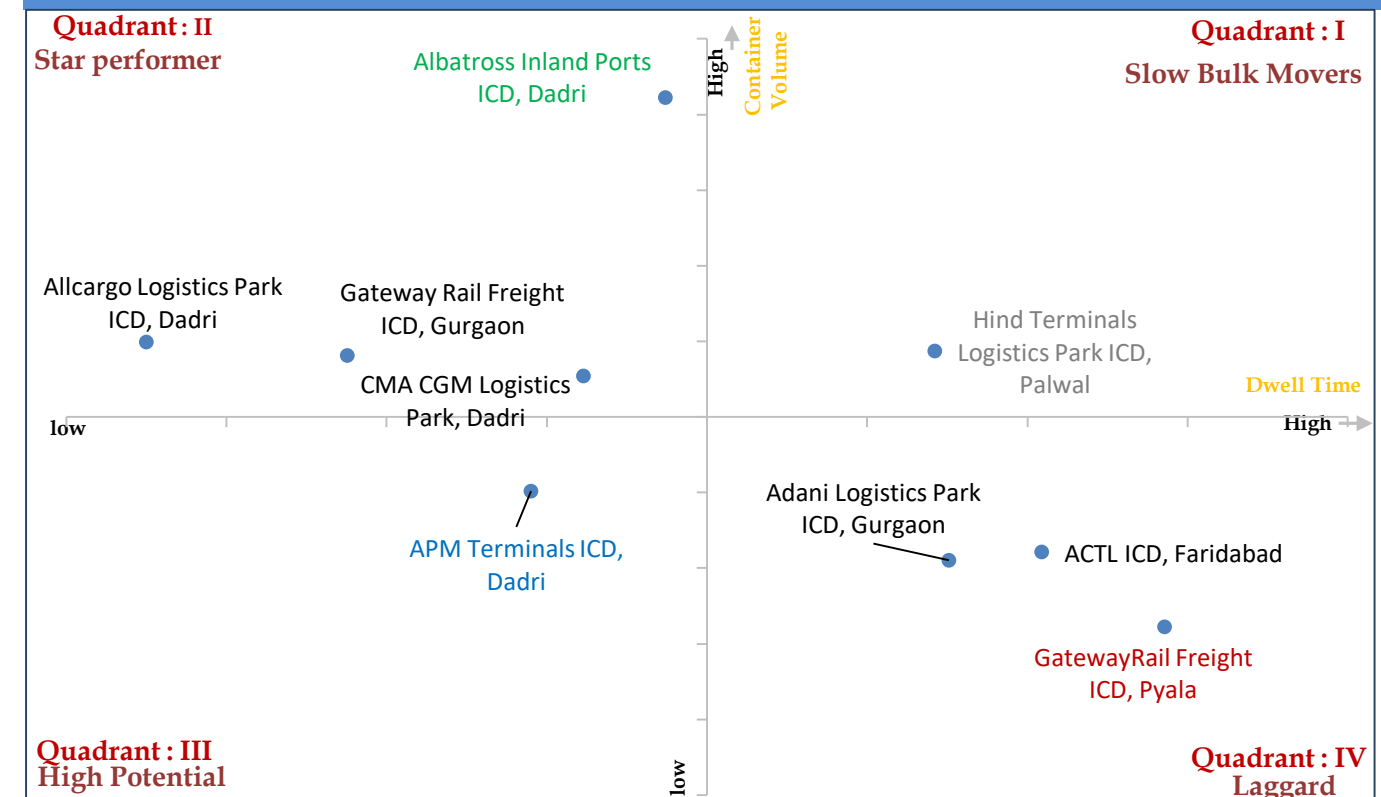 Quadrant : II
Star performer
Quadrant : I
Slow Bulk Movers
Albatross Inland Ports
ICD, Dadri
High
Container
Volume
Allcargo Logistics Park
ICD, Dadri
Gateway Rail Freight
ICD, Gurgaon
CMA CGM Logistics
Park, Dadri
Hind Terminals
Logistics Park ICD,
Palwal
Dwell Time
low
High
APM Terminals ICD,
Dadri
Adani Logistics Park
ICD, Gurgaon
ACTL ICD, Faridabad
GatewayRail Freight
ICD, Pyala
Quadrant : III
High Potential
low
Quadrant : IV
Laggard